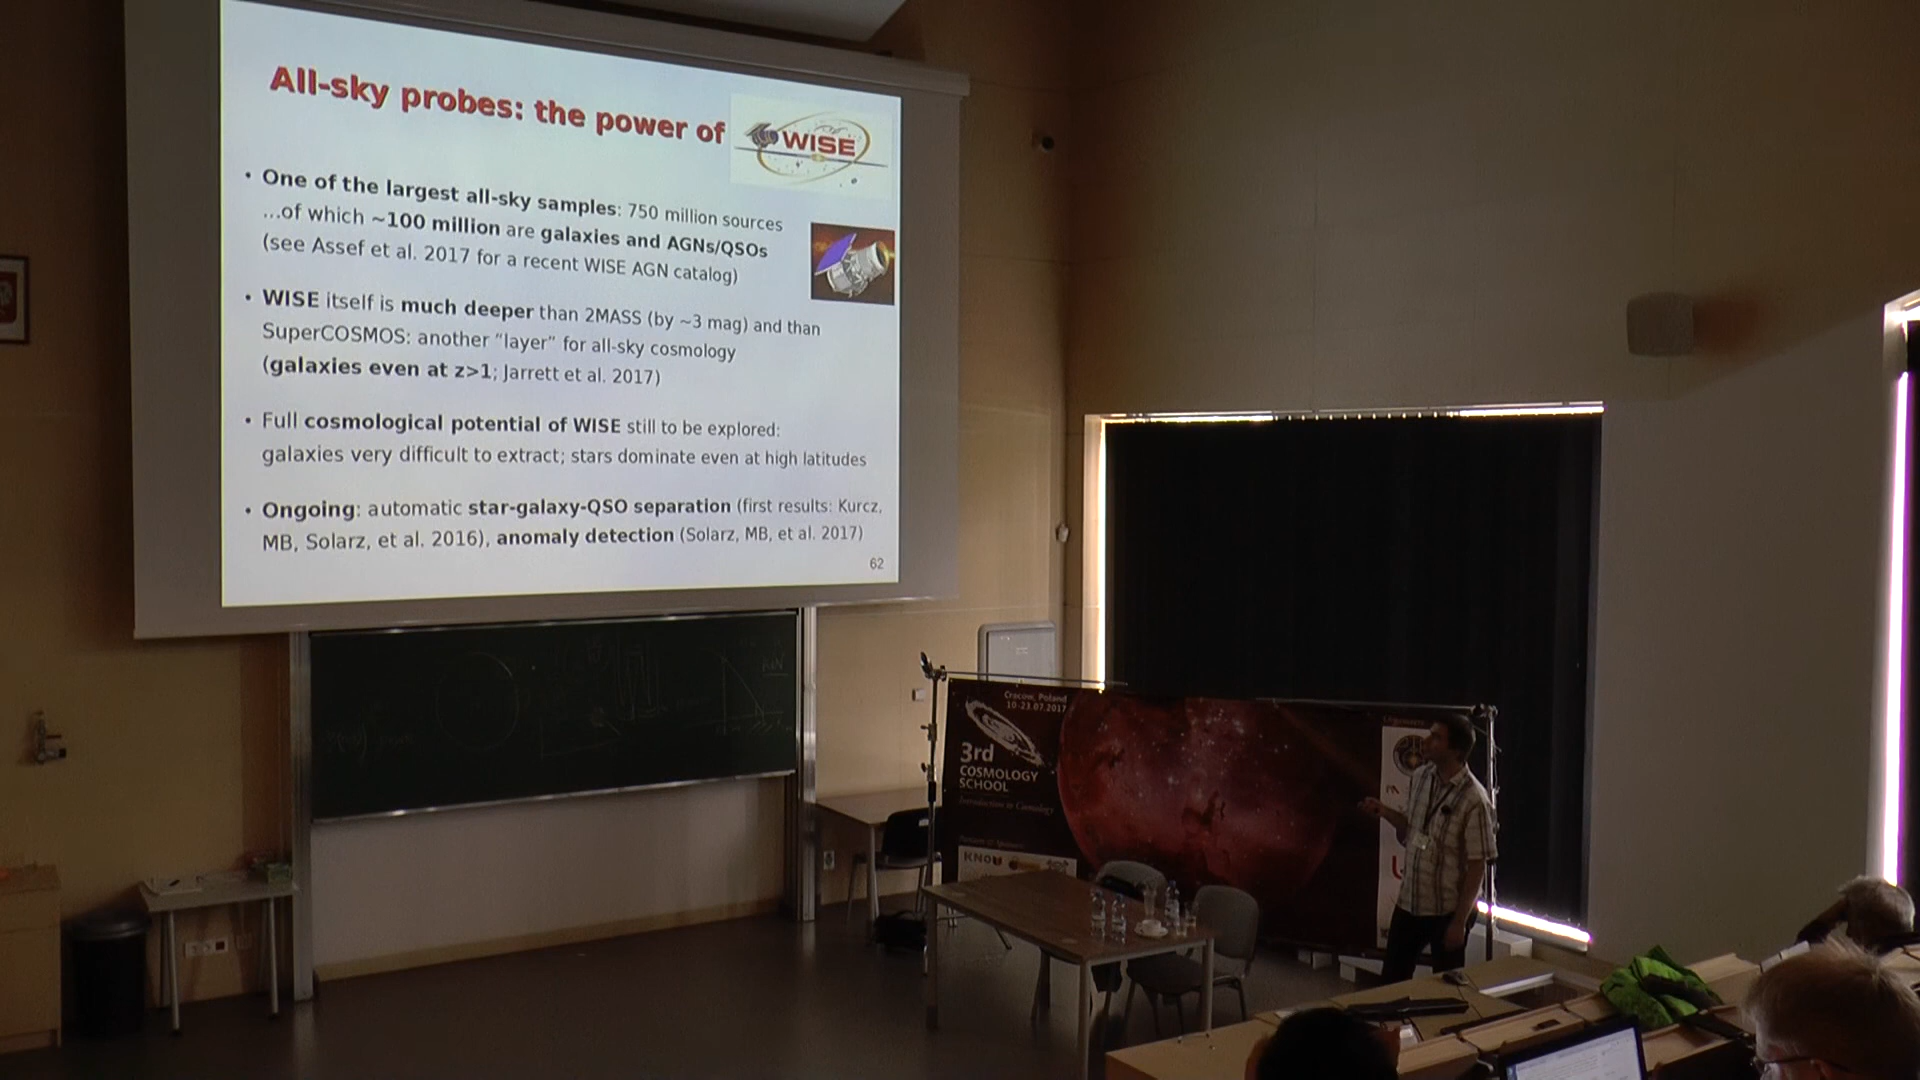 All-sky probes: the power of
WISE
• One of the largest all-sky samples: 750 million sources
...of which ~100 million are galaxies and AGNs/QSOs
(see Assef et al. 2017 for a recent WISE AGN catalog)
• WISE itself is much deeper than 2MASS (by ~3 mag) and than
SuperCOSMOS: another “layer” for all-sky cosmology
(galaxies even at z>1; Jarrett et al. 2017)
• Full cosmological potential of WISE still to be explored:
galaxies very difficult to extract; stars dominate even at high latitudes
• Ongoing: automatic star-galaxy-QSO separation (first results: Kurcz,
MB, Solarz, et al. 2016), anomaly detection (Solarz, MB, et al. 2017)
62
Cracow, Poland
10-23.07.2017
3rd
COSMOLOGY
SCHOOL
Introduction to Cosmology
KNOW